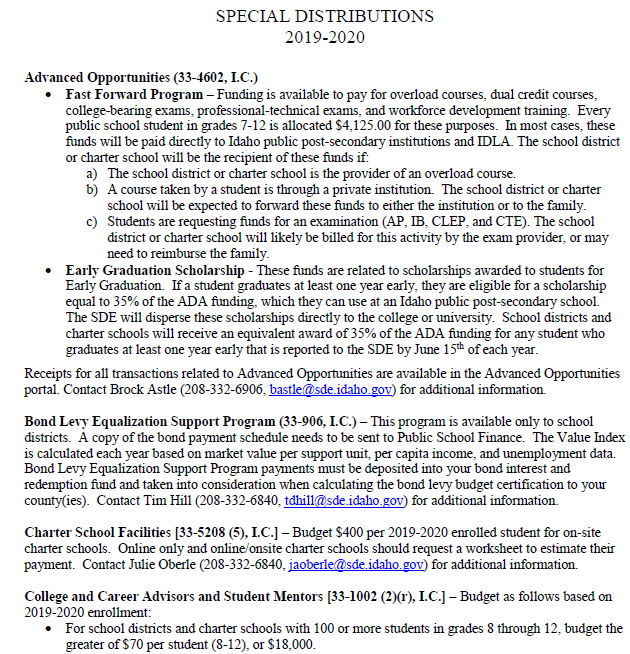 SPECIAL DISTRIBUTIONS
2019-2020
Advanced Opportunities (33-4602, I.C.)
• Fast Forward Program – Funding is available to pay for overload courses, dual credit courses,
college-bearing exams, professional-technical exams, and workforce development training.  Every
public school student in grades 7-12 is allocated $4,125.00 for these purposes.  In most cases, these
funds will be paid directly to Idaho public post-secondary institutions and IDLA. The school district
or charter school will be the recipient of these funds if:
a) The school district or charter school is the provider of an overload course.
b) A course taken by a student is through a private institution.  The school district or charter
school will be expected to forward these funds to either the institution or to the family.
c) Students are requesting funds for an examination (AP, IB, CLEP, and CTE). The school
district or charter school will likely be billed for this activity by the exam provider, or may
need to reimburse the family.
• Early Graduation Scholarship - These funds are related to scholarships awarded to students for
Early Graduation.  If a student graduates at least one year early, they are eligible for a scholarship
equal to 35% of the ADA funding, which they can use at an Idaho public post-secondary school.
The SDE will disperse these scholarships directly to the college or university.  School districts and
charter schools will receive an equivalent award of 35% of the ADA funding for any student who
graduates at least one year early that is reported to the SDE by June 15th of each year.
Receipts for all transactions related to Advanced Opportunities are available in the Advanced Opportunities
portal. Contact Brock Astle (208-332-6906, bastle@sde.idaho.gov) for additional information.
Bond Levy Equalization Support Program (33-906, I.C.) – This program is available only to school
districts.  A copy of the bond payment schedule needs to be sent to Public School Finance.  The Value Index
is calculated each year based on market value per support unit, per capita income, and unemployment data.
Bond Levy Equalization Support Program payments must be deposited into your bond interest and
redemption fund and taken into consideration when calculating the bond levy budget certification to your
county(ies).  Contact Tim Hill (208-332-6840, tdhill@sde.idaho.gov) for additional information.
Charter School Facilities [33-5208 (5), I.C.] – Budget $400 per 2019-2020 enrolled student for on-site
charter schools.  Online only and online/onsite charter schools should request a worksheet to estimate their
payment.  Contact Julie Oberle (208-332-6840, jaoberle@sde.idaho.gov) for additional information.
College and Career Advisors and Student Mentors [33-1002 (2)(r), I.C.] – Budget as follows based on
2019-2020 enrollment:
• For school districts and charter schools with 100 or more students in grades 8 through 12, budget the
greater of $70 per student (8-12), or $18,000.